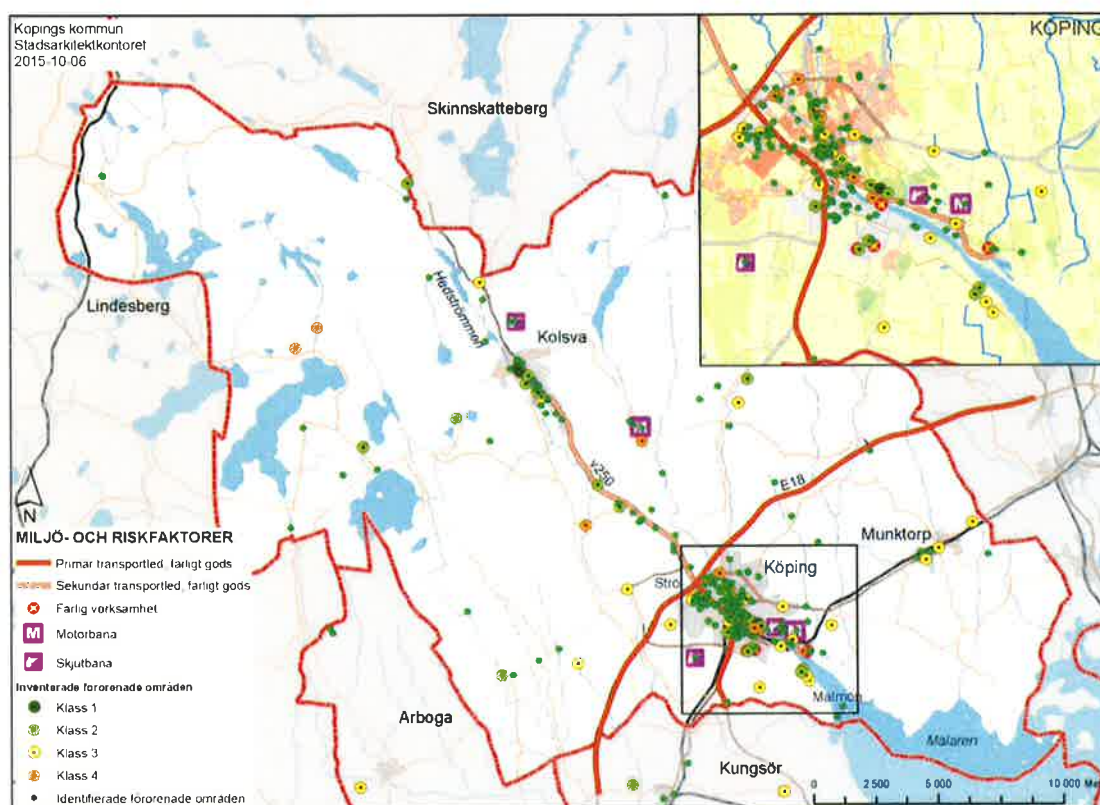 Köpings kommun
Stadsarkitektkontoret
2015-10-06
KÖPING
Skinnskatteberg
Lindesberg
Hedströmmen
Kolsva
v250
E18
Munktorp
Strö
Köping
Malmön
Arboga
Mälaren
Kungsör
N
MILJÖ- OCH RISKFAKTORER
Primär transportled, farligt gods
Sekundär transportled, farligt gods
Farlig verksamhet
M Motorbana
Skjutbana
Inventerade förorenade områden
Klass 1
Klass 2
Klass 3
Klass 4
Identifierade förorenade områden
0 2 500 5 000 10 000